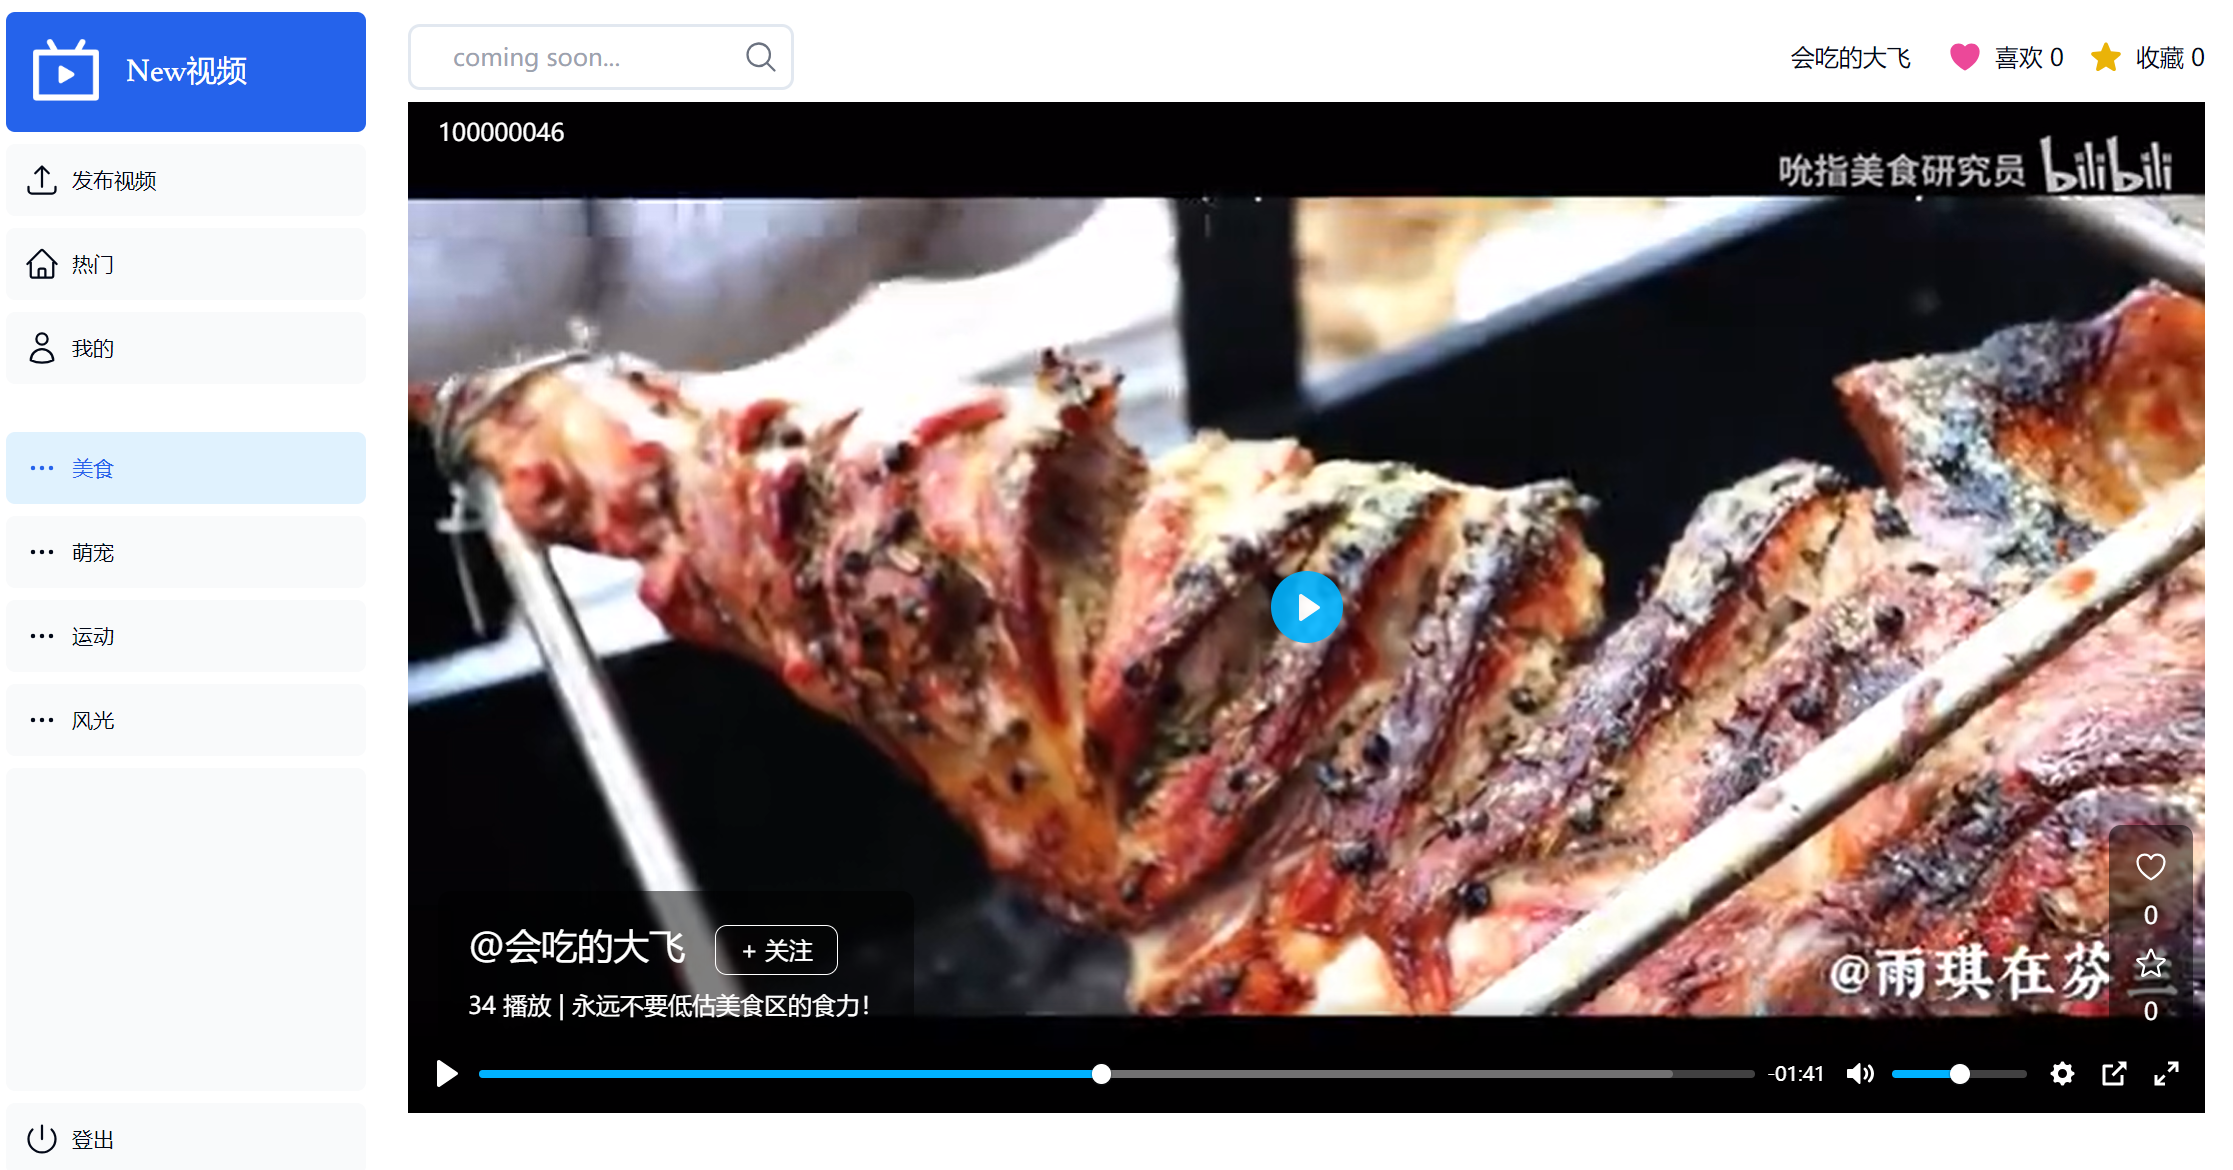 New视频
发布视频
热门
我的
美食
萌宠
运动
风光
登出
coming soon...
会吃的大飞
喜欢 0
收藏 0
100000046
吮指美食研究员 bilibili
@会吃的大飞
+ 关注
34 播放 | 永远不要低估美食区的食力！
@雨琪在芬兰
0
0
-01:41